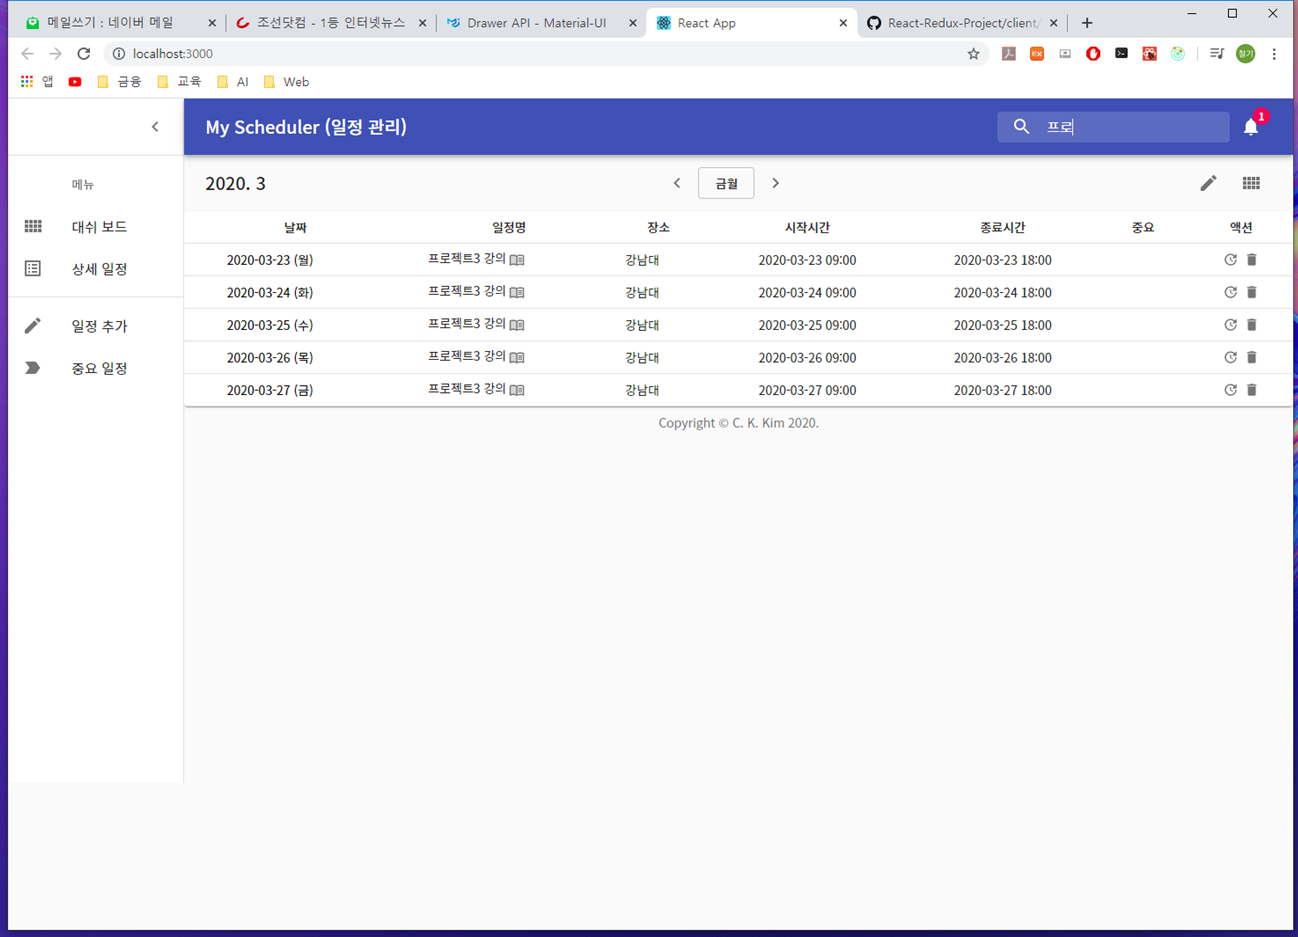 메일쓰기 : 네이버 메일
조선닷컴 - 1등 인터넷뉴스
Drawer API - Material-UI
React App
React-Redux-Project/client/
localhost:3000
철기
앱
금융
교육
AI
Web
My Scheduler (일정 관리)
프로
1
메뉴
대쉬 보드
상세 일정
일정 추가
중요 일정
2020. 3
금월
날짜 일정명 장소 시작시간 종료시간 중요 액션
2020-03-23 (월) 프로젝트3 강의 강남대 2020-03-23 09:00 2020-03-23 18:00
2020-03-24 (화) 프로젝트3 강의 강남대 2020-03-24 09:00 2020-03-24 18:00
2020-03-25 (수) 프로젝트3 강의 강남대 2020-03-25 09:00 2020-03-25 18:00
2020-03-26 (목) 프로젝트3 강의 강남대 2020-03-26 09:00 2020-03-26 18:00
2020-03-27 (금) 프로젝트3 강의 강남대 2020-03-27 09:00 2020-03-27 18:00
Copyright © C. K. Kim 2020.